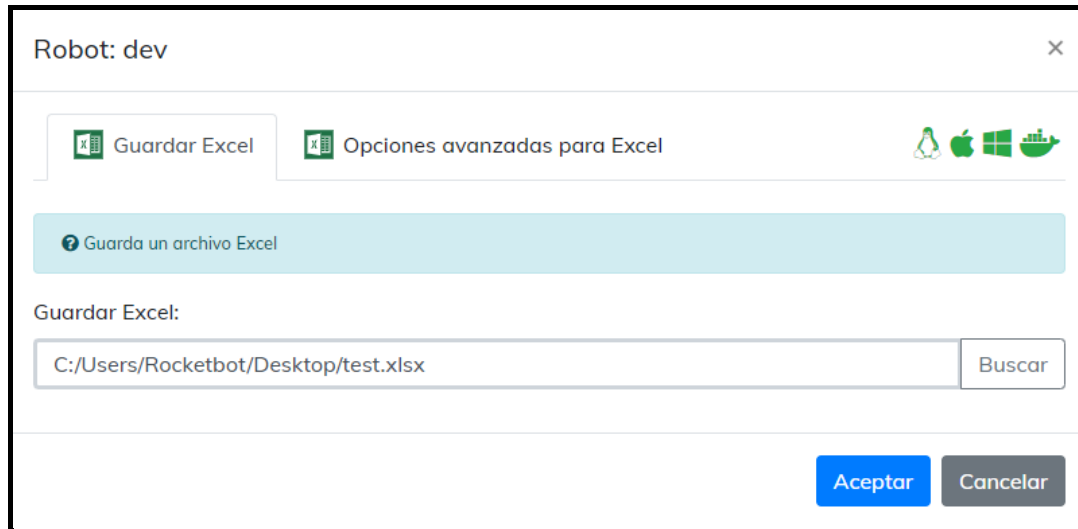 Robot: dev ×
Guardar Excel Opciones avanzadas para Excel
Guarda un archivo Excel
Guardar Excel:
C:/Users/Rocketbot/Desktop/test.xlsx Buscar
Aceptar Cancelar